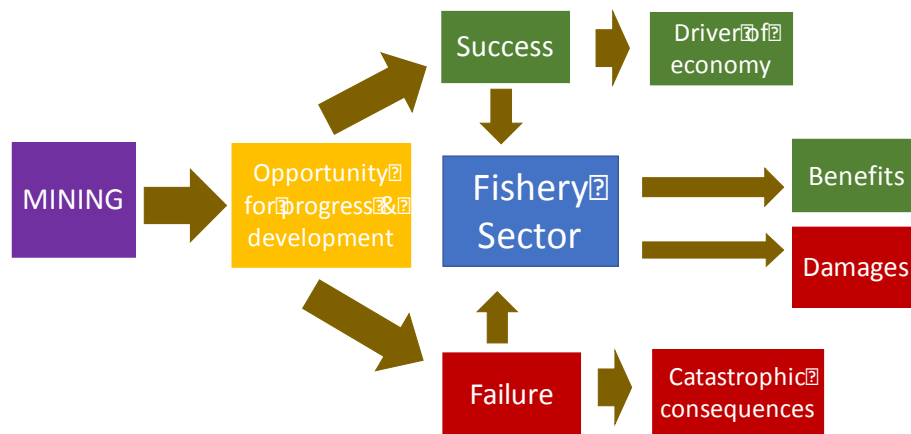 MINING
Opportunity⍰
for⍰progress⍰&⍰
development
Success
Driver⍰of⍰
economy
Fishery⍰
Sector
Benefits
Damages
Failure
Catastrophic⍰
consequences